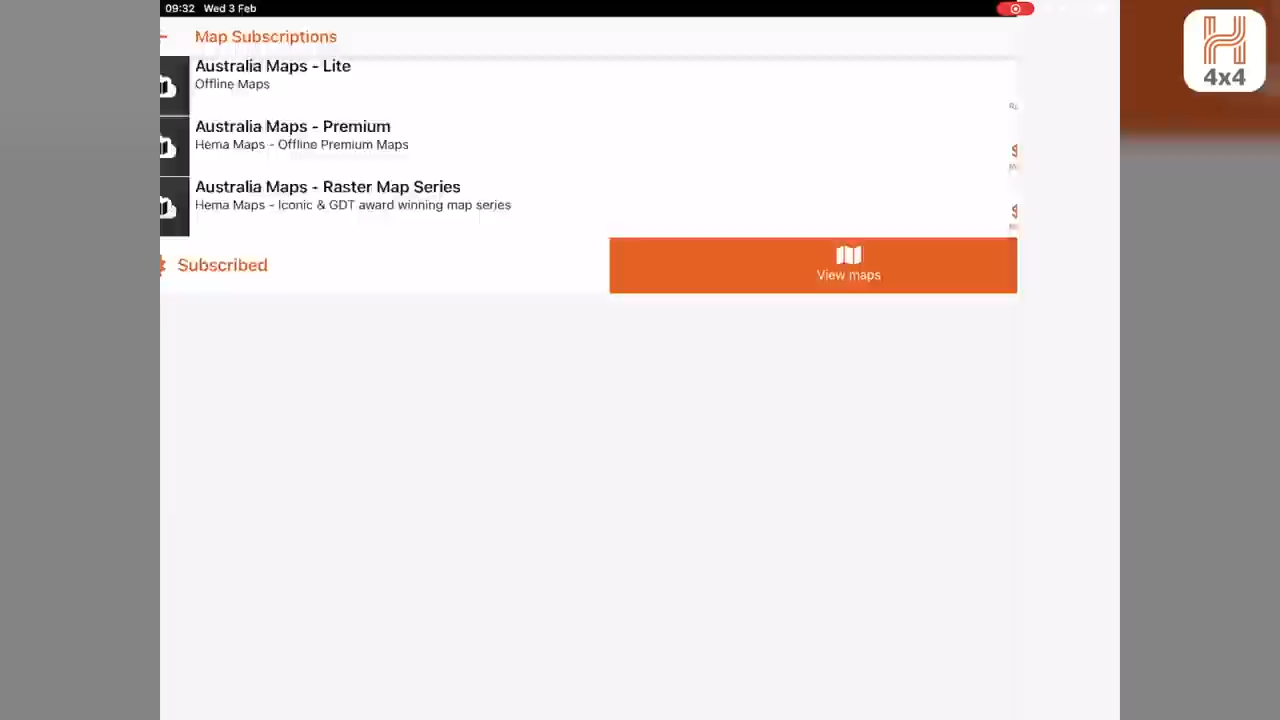 09:32 Wed 3 Feb
Map Subscriptions
Australia Maps - Lite
Offline Maps
Australia Maps - Premium
Hema Maps - Offline Premium Maps
$
Australia Maps - Raster Map Series
Hema Maps - Iconic & GDT award winning map series
$
Subscribed
View maps
H
4x4